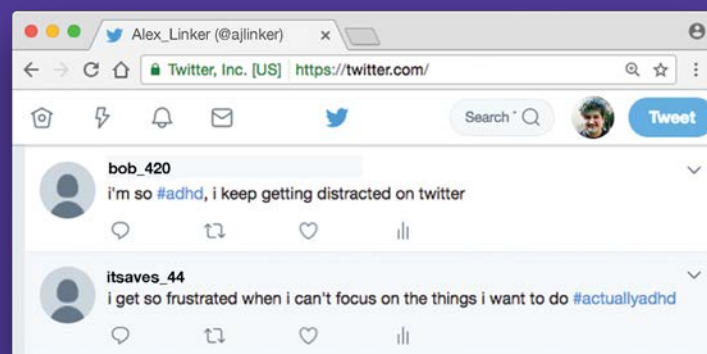 Alex_Linker (@ajlinker)
Twitter, Inc. [US] https://twitter.com/
Search Tweet
bob_420
i'm so #adhd, i keep getting distracted on twitter
itsaves_44
i get so frustrated when i can't focus on the things i want to do #actuallyadhd